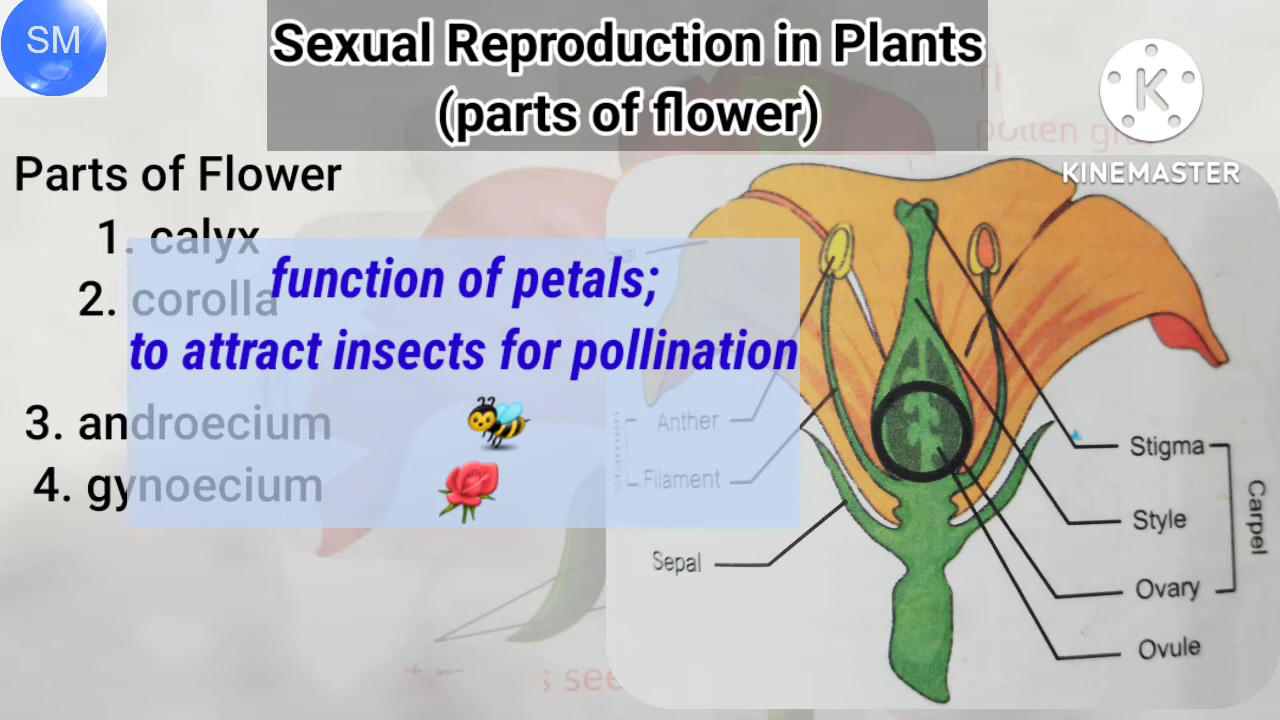 SM
Sexual Reproduction in Plants
(parts of flower)
K
KINEMASTER
Parts of Flower
1. calyx
2. corolla
function of petals;
to attract insects for pollination
3. androecium
4. gynoecium
Anther
Filament
Sepal
Stigma
Style
Ovary
Ovule
Carpel